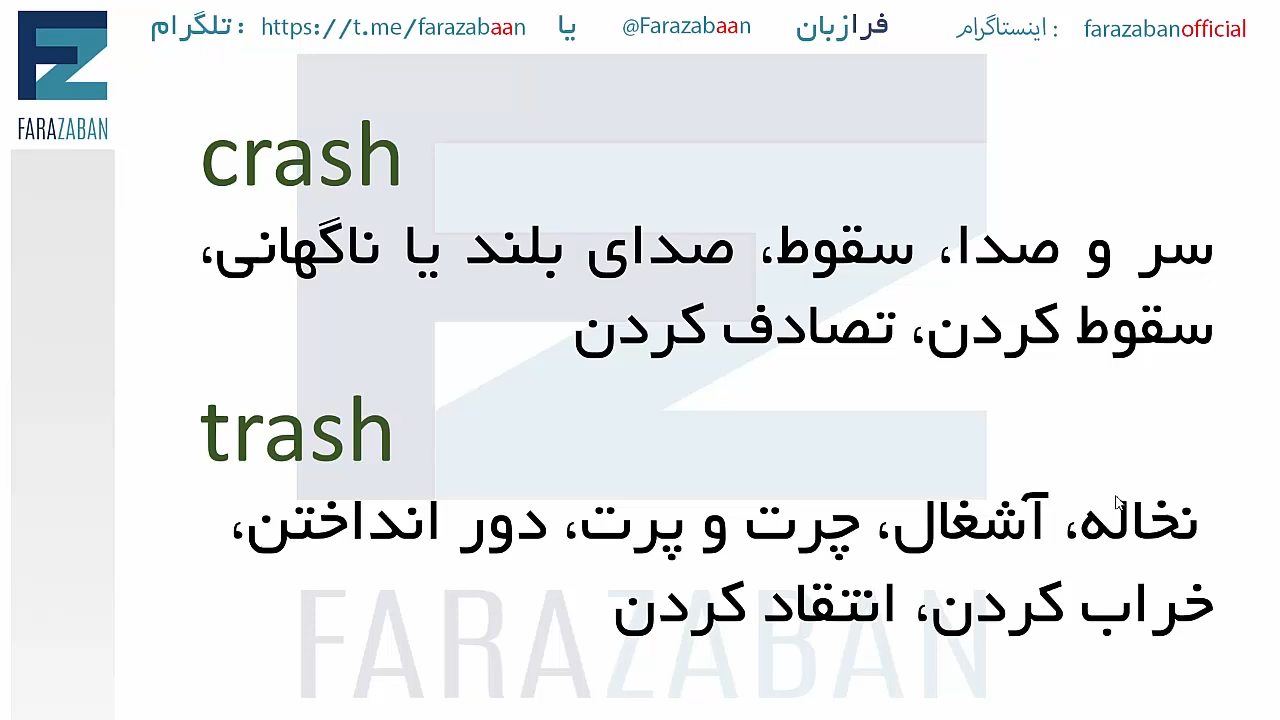 تلگرام : https://t.me/farazabaan یا @Farazabaan فرازبان اینستاگرام : farazabanofficial
FZ
FARAZABAN
crash
سر و صدا، سقوط، صدای بلند یا ناگهانی،
سقوط کردن، تصادف کردن
trash
نخاله، آشغال، چرت و پرت، دور انداختن،
خراب کردن، انتقاد کردن
FARAZABAN